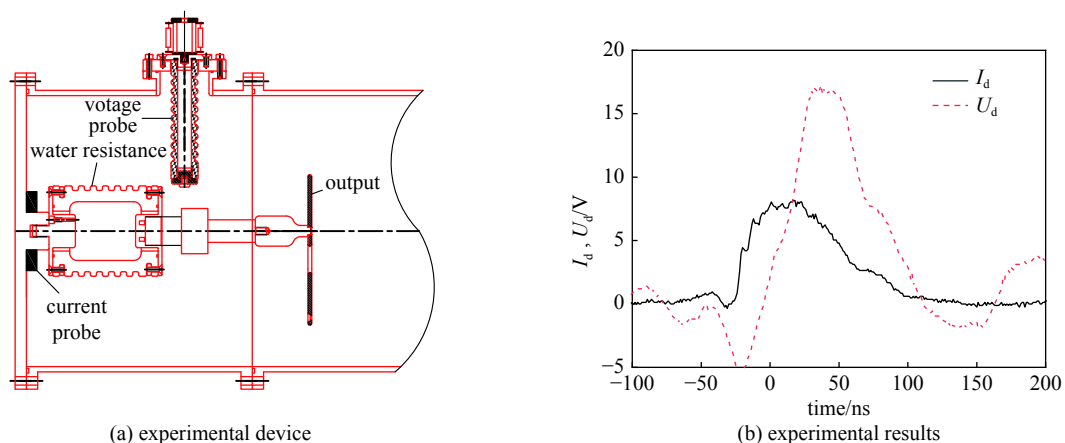 votage
probe
water resistance
output
current
probe
(a) experimental device
20
15
10
5
0
−5
I_d , U_d/V
I_d
U_d
−100 −50 0 50 100 150 200
time/ns
(b) experimental results